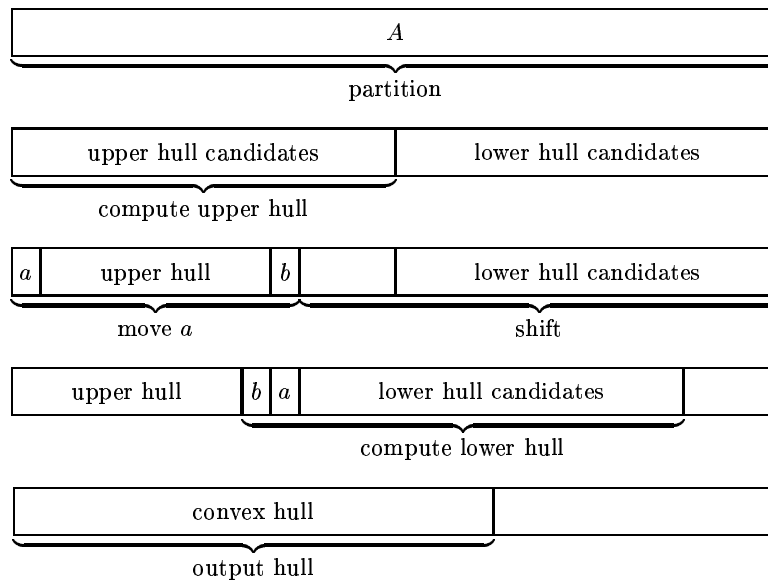 A
partition
upper hull candidates lower hull candidates
compute upper hull
a upper hull b lower hull candidates
move a shift
upper hull b a lower hull candidates
compute lower hull
convex hull
output hull